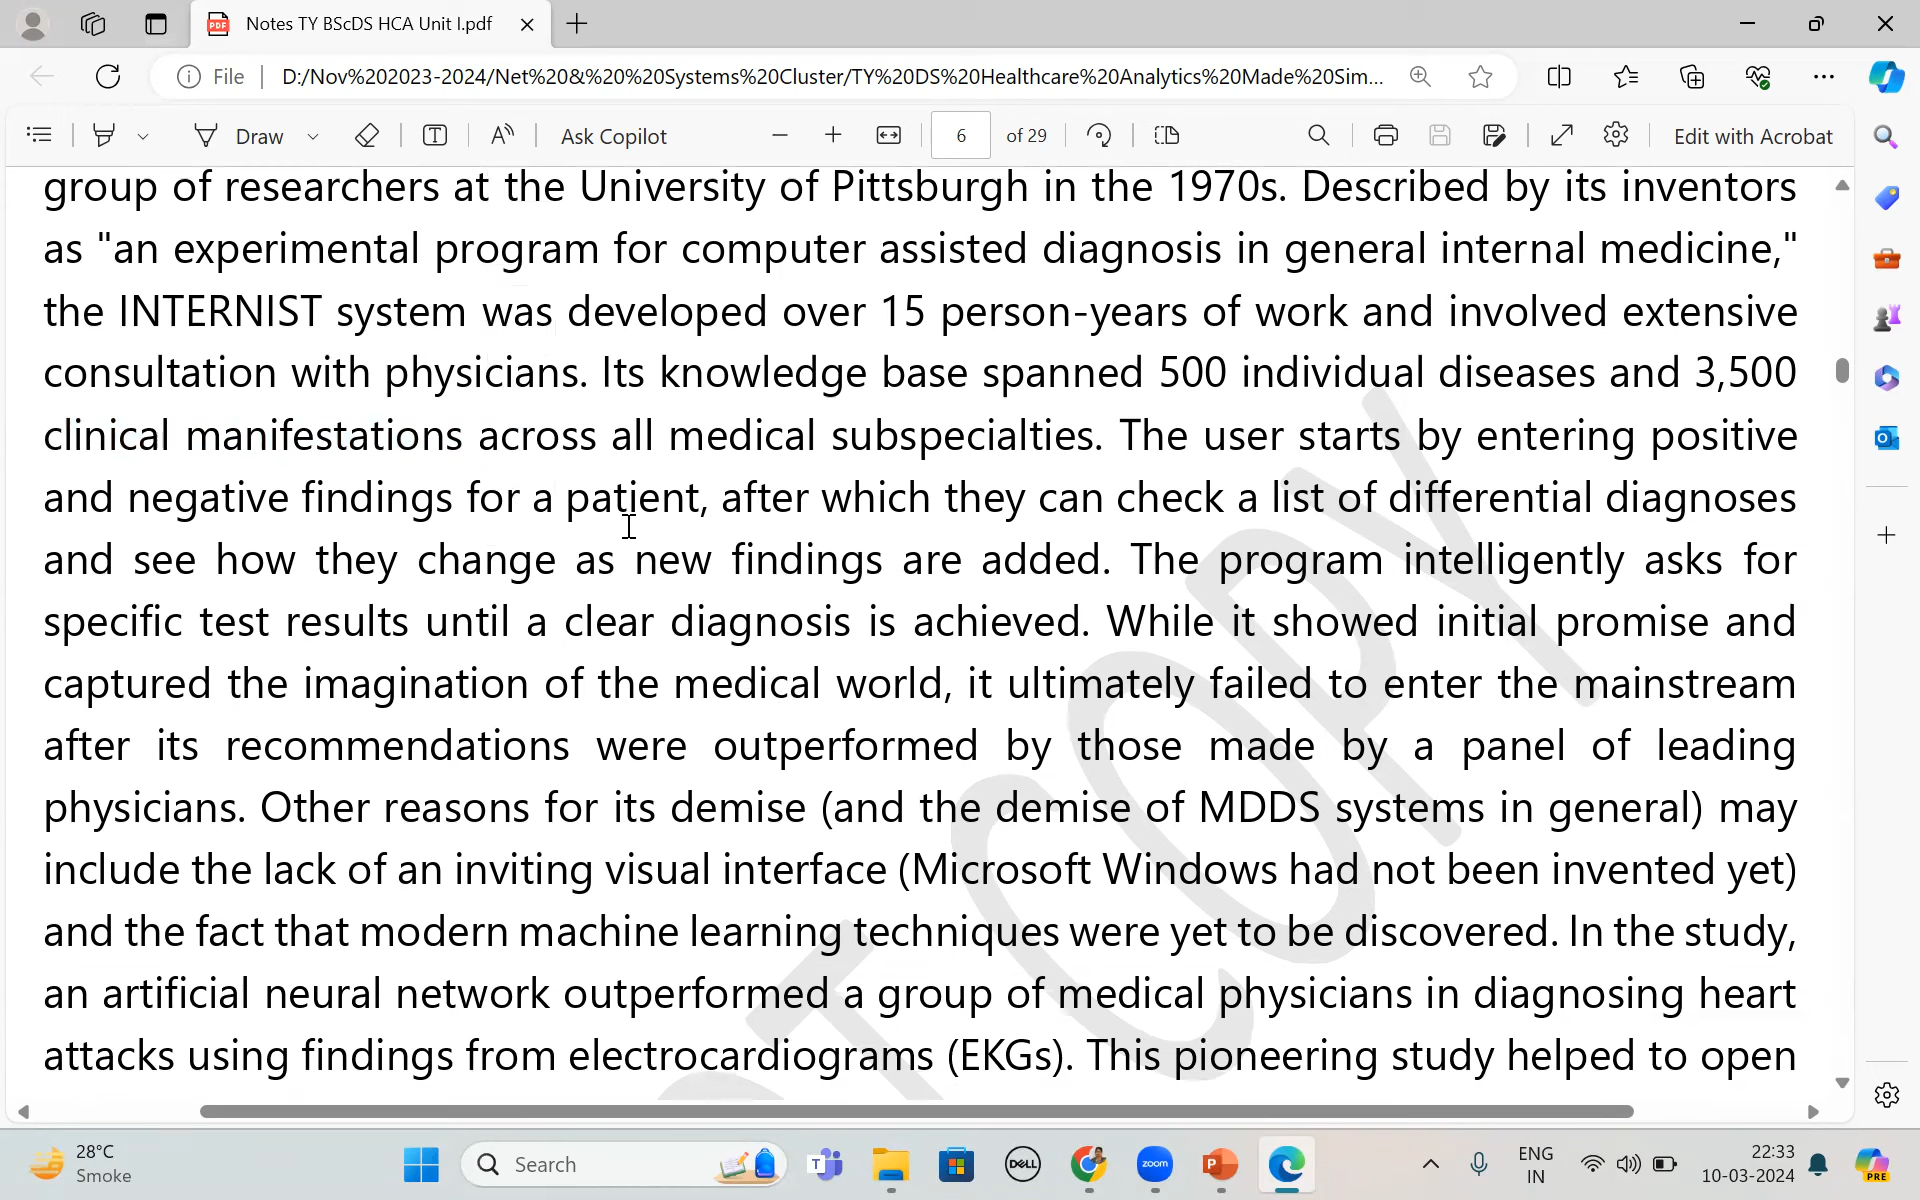 Notes TY BScDS HCA Unit I.pdf
File
D:/Nov%202023-2024/Net%20&%20%20Systems%20Cluster/TY%20DS%20Healthcare%20Analytics%20Made%20Sim...
Draw
Ask Copilot
6
of 29
Edit with Acrobat
group of researchers at the University of Pittsburgh in the 1970s. Described by its inventors
as "an experimental program for computer assisted diagnosis in general internal medicine,"
the INTERNIST system was developed over 15 person-years of work and involved extensive
consultation with physicians. Its knowledge base spanned 500 individual diseases and 3,500
clinical manifestations across all medical subspecialties. The user starts by entering positive
and negative findings for a patient, after which they can check a list of differential diagnoses
and see how they change as new findings are added. The program intelligently asks for
specific test results until a clear diagnosis is achieved. While it showed initial promise and
captured the imagination of the medical world, it ultimately failed to enter the mainstream
after its recommendations were outperformed by those made by a panel of leading
physicians. Other reasons for its demise (and the demise of MDDS systems in general) may
include the lack of an inviting visual interface (Microsoft Windows had not been invented yet)
and the fact that modern machine learning techniques were yet to be discovered. In the study,
an artificial neural network outperformed a group of medical physicians in diagnosing heart
attacks using findings from electrocardiograms (EKGs). This pioneering study helped to open
T COPY
28°C
Smoke
Search
DELL
zoom
ENG
IN
22:33
10-03-2024
PRE